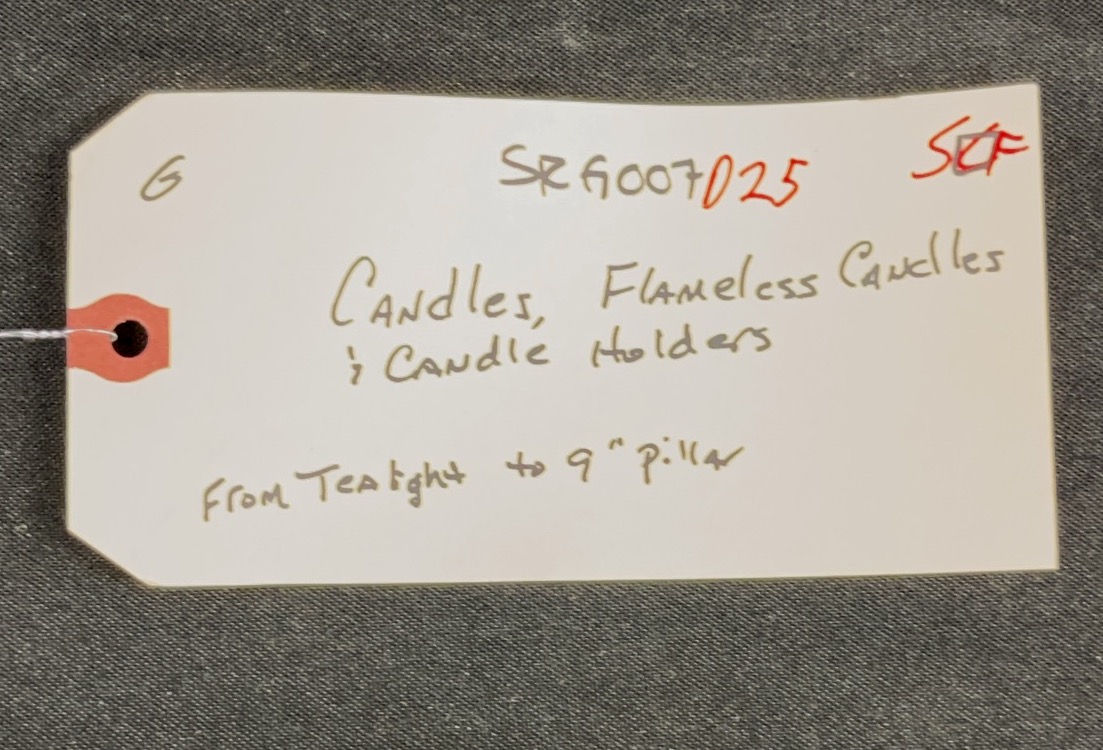 G SRG007025 SCF
Candles, Flameless Candles
& Candle Holders
From Tealight to 9" pillar